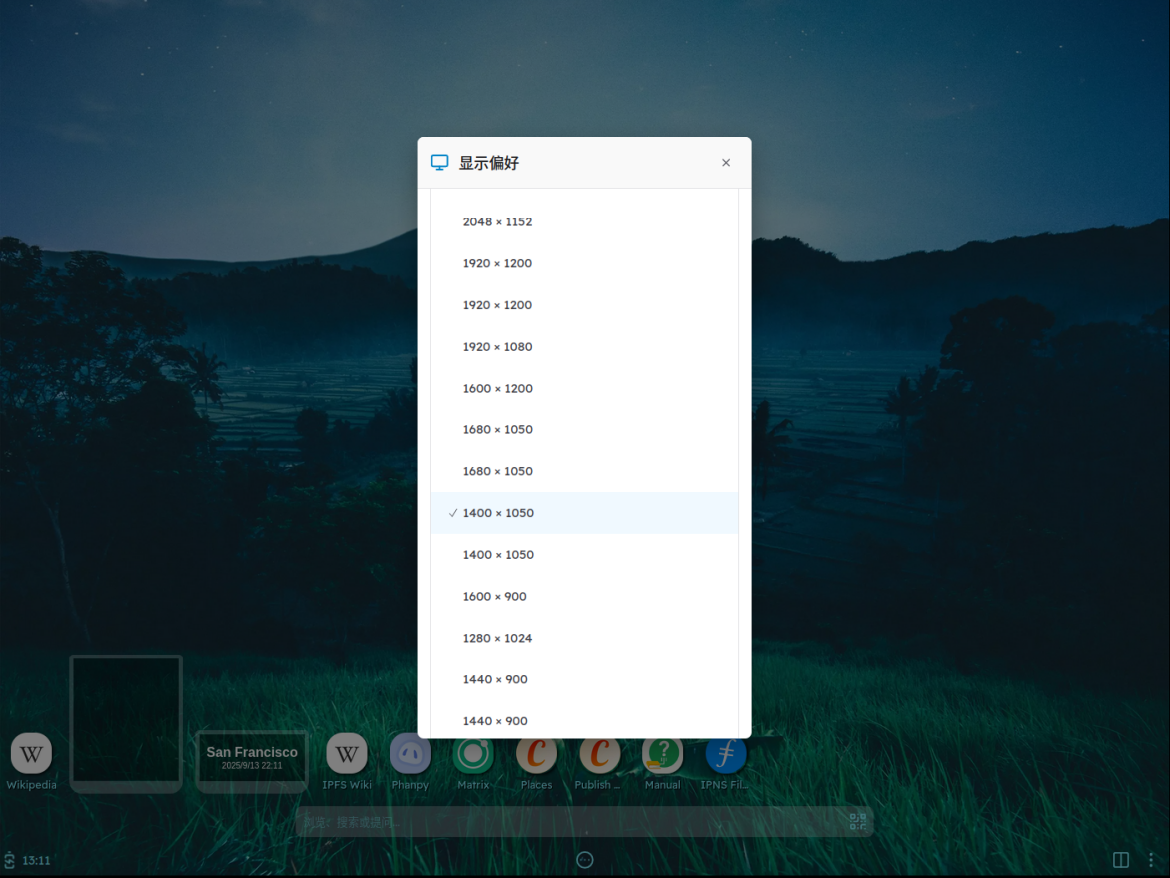 显示偏好
2048 × 1152
1920 × 1200
1920 × 1200
1920 × 1080
1600 × 1200
1680 × 1050
1680 × 1050
1400 × 1050
1400 × 1050
1600 × 900
1280 × 1024
1440 × 900
1440 × 900
San Francisco
2025/9/13 22:11
Wikipedia
IPFS Wiki
Phanpy
Matrix
Places
Publish ...
Manual
IPNS Fil...
浏览、搜索或提问...
13:11